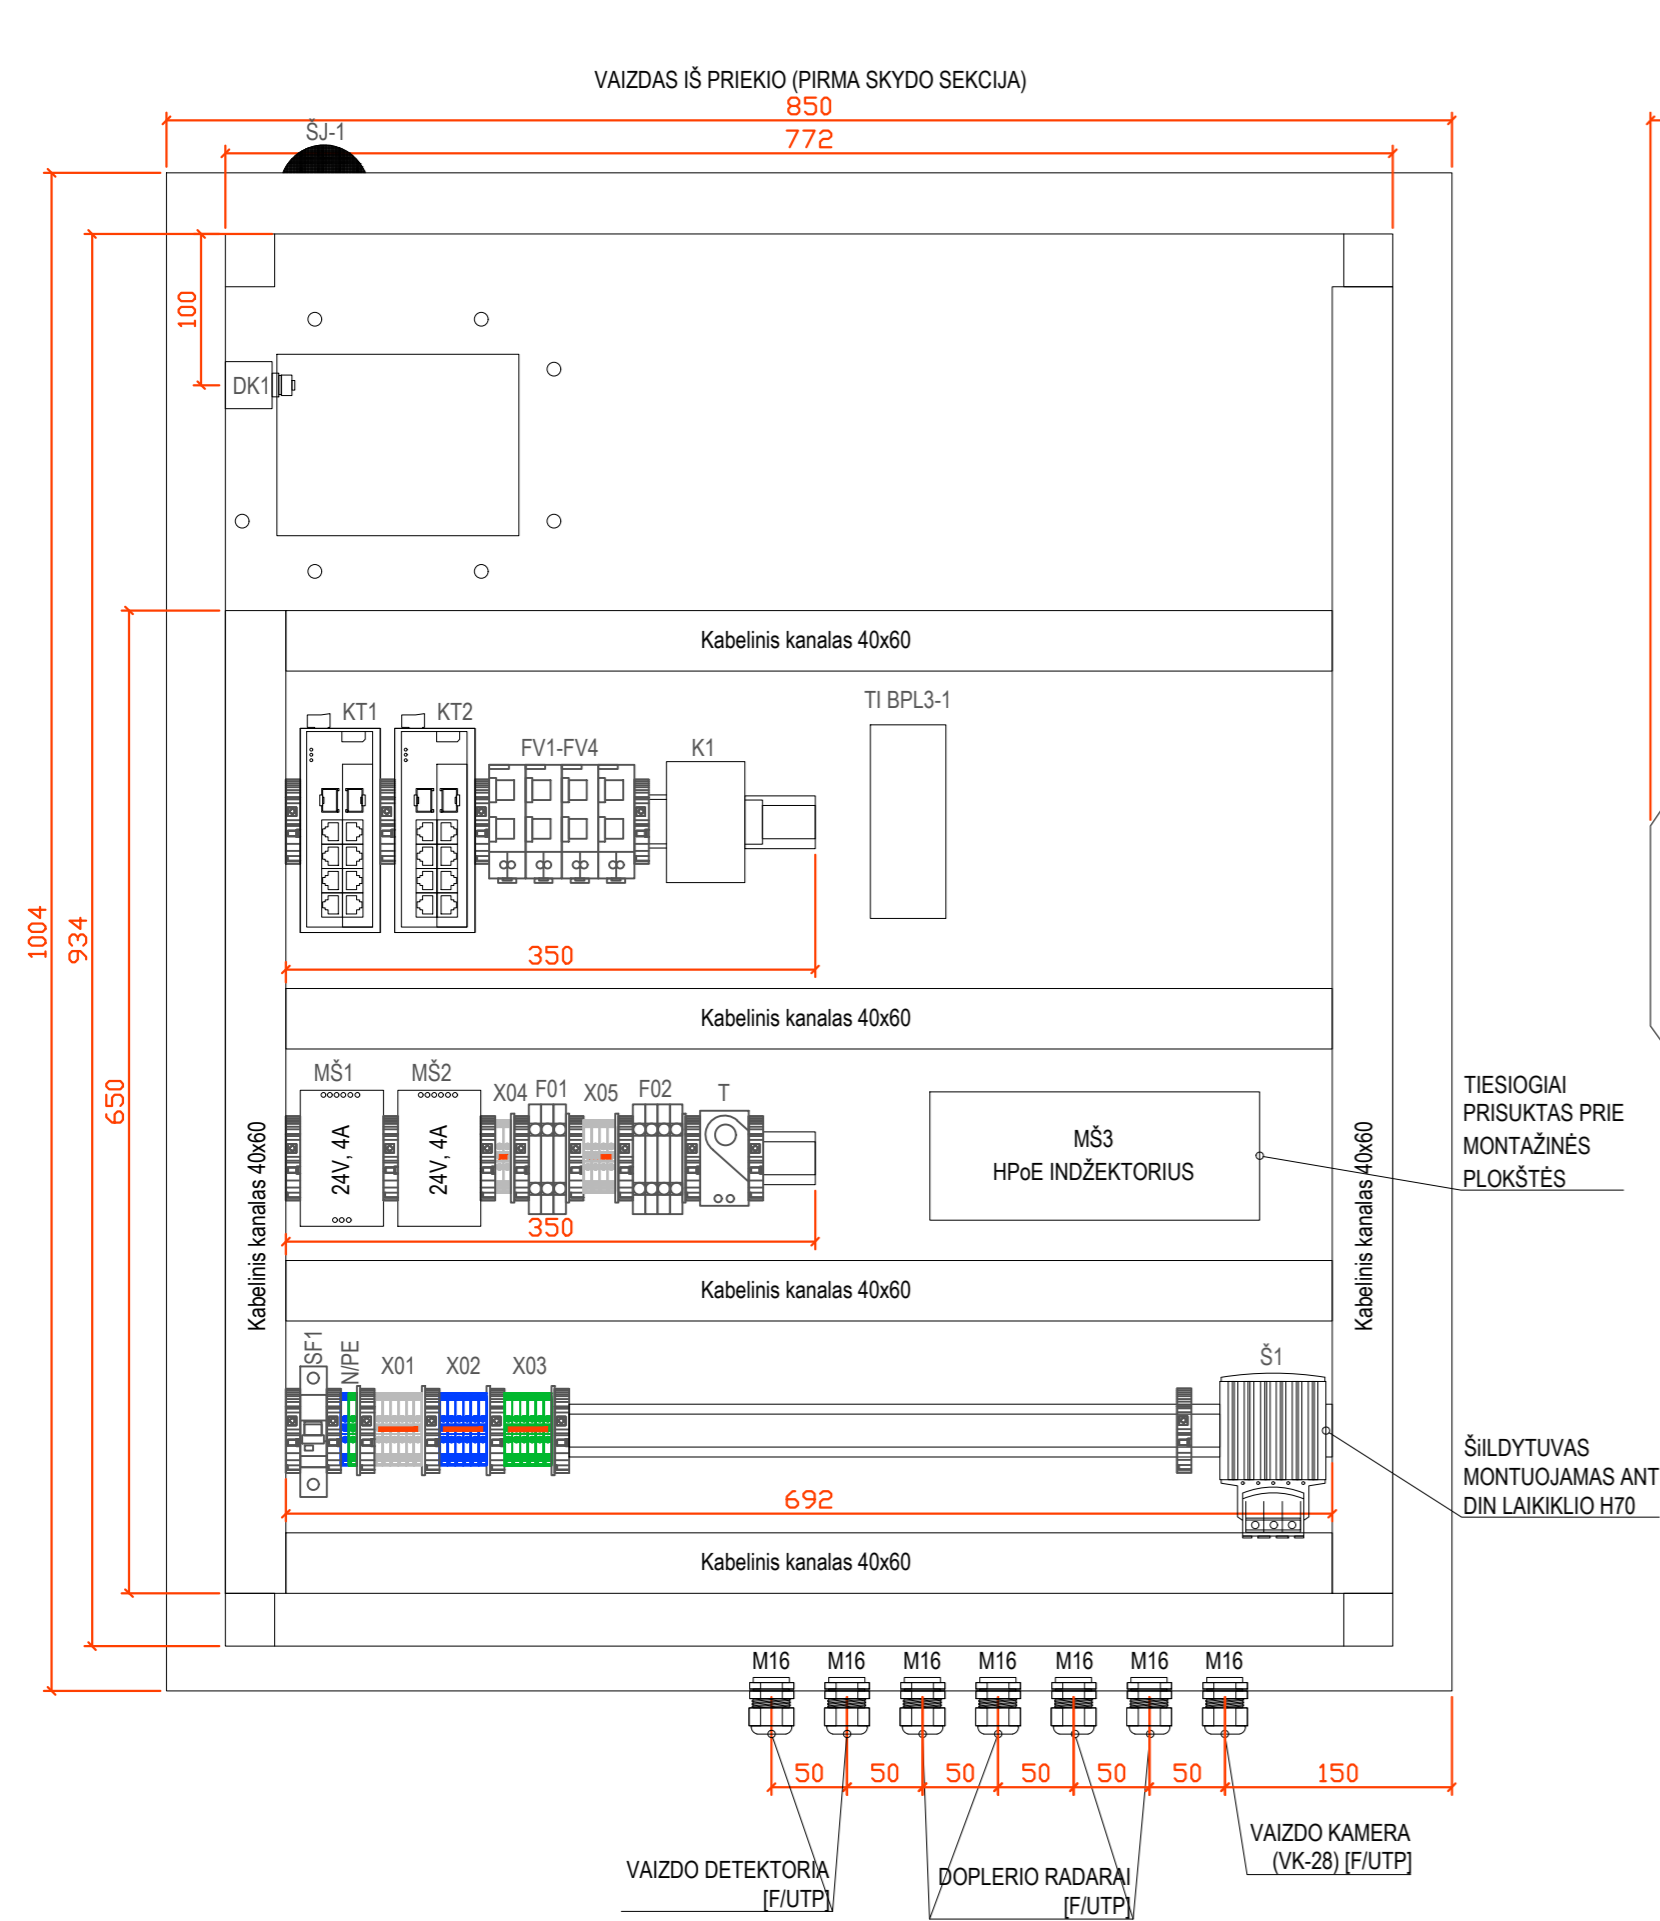 VAIZDAS IŠ PRIEKIO (PIRMA SKYDO SEKCIJA)
850
772
ŠJ-1
100
DK1
1004
934
650
Kabelinis kanalas 40x60
KT1
KT2
FV1-FV4
K1
TI BPL3-1
350
Kabelinis kanalas 40x60
MŠ1
MŠ2
X04
F01
X05
F02
T
24V, 4A
24V, 4A
MŠ3
HPoE INDŽEKTORIUS
350
TIESIOGIAI
PRISUKTAS PRIE
MONTAŽINĖS
PLOKŠTĖS
Kabelinis kanalas 40x60
Kabelinis kanalas 40x60
Kabelinis kanalas 40x60
SF1
N/PE
X01
X02
X03
Š1
692
ŠiILDYTUVAS
MONTUOJAMAS ANT
DIN LAIKIKLIO H70
Kabelinis kanalas 40x60
M16
M16
M16
M16
M16
M16
M16
50
50
50
50
50
50
150
VAIZDO DETEKTORIA
[F/UTP]
DOPLERIO RADARAI
[F/UTP]
VAIZDO KAMERA
(VK-28) [F/UTP]